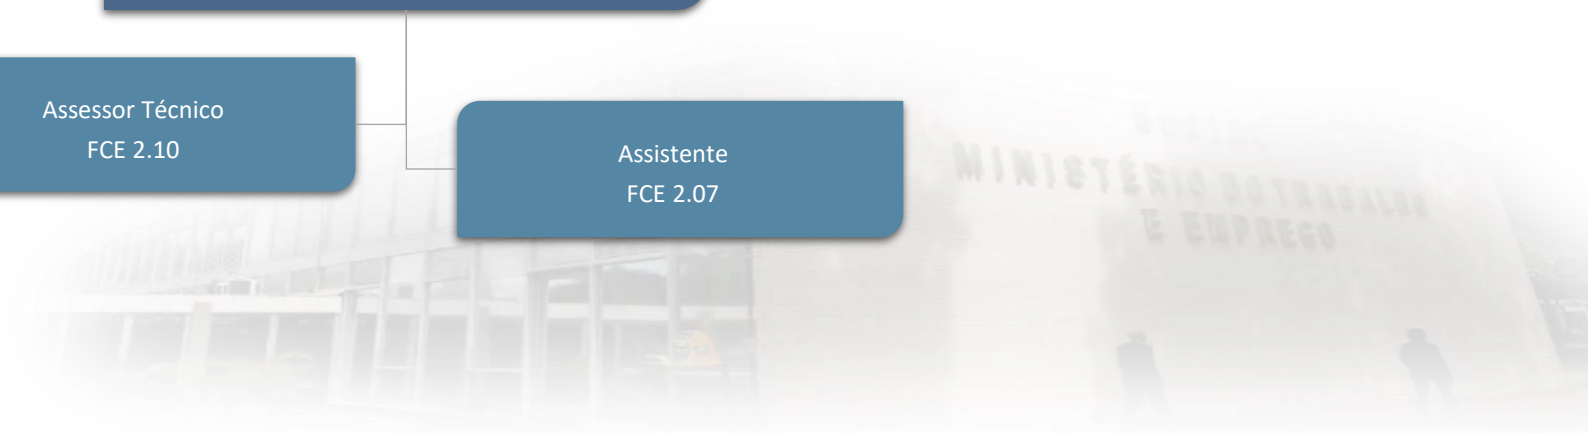 Assessor Técnico
FCE 2.10
Assistente
FCE 2.07
MINISTÉRIO DO TRABALHO
E EMPREGO